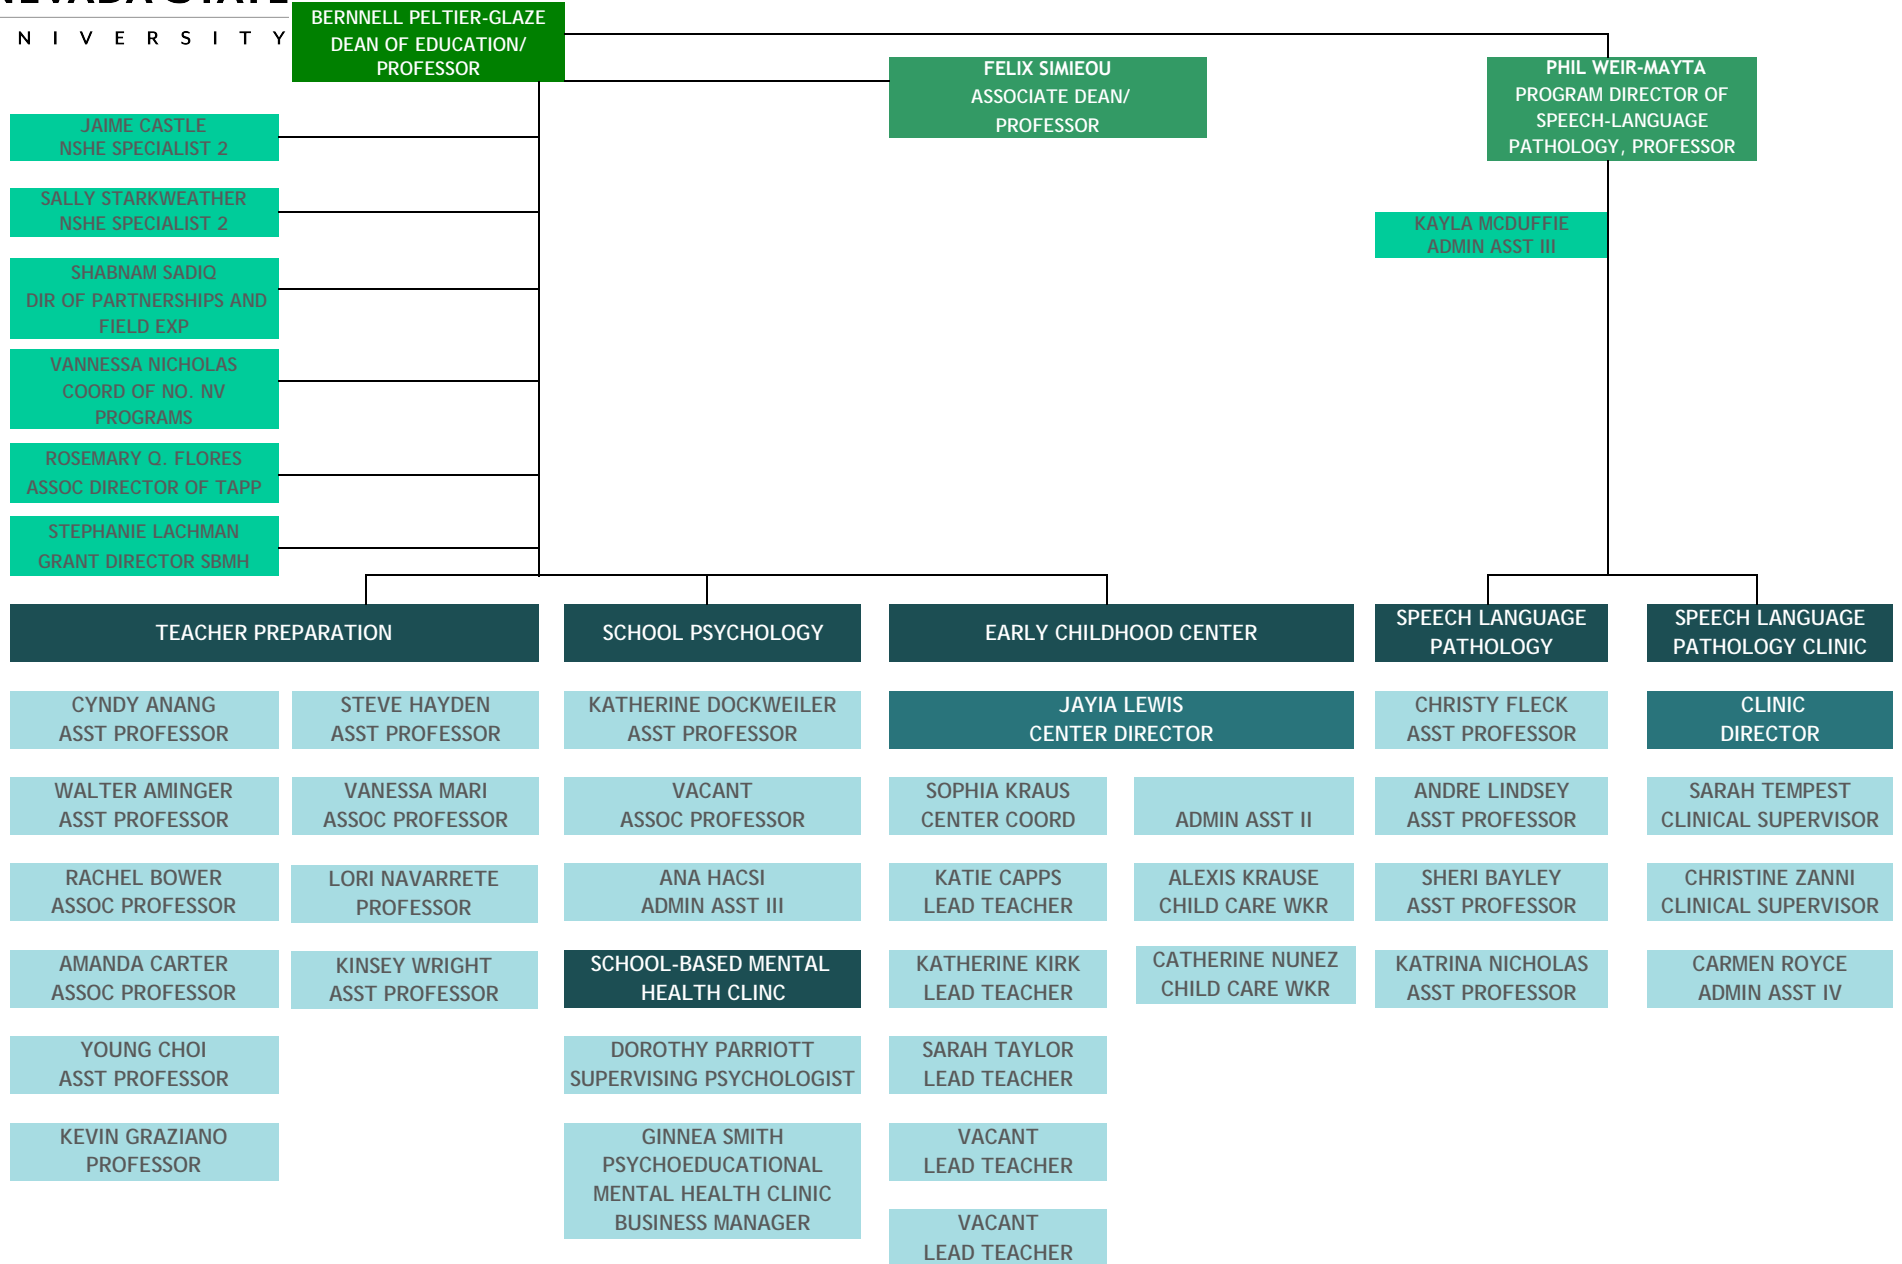 NEVADA STATE
N I V E R S I T Y
BERNNELL PELTIER-GLAZE
DEAN OF EDUCATION/
PROFESSOR
FELIX SIMIEOU
ASSOCIATE DEAN/
PROFESSOR
PHIL WEIR-MAYTA
PROGRAM DIRECTOR OF
SPEECH-LANGUAGE
PATHOLOGY, PROFESSOR
JAIME CASTLE
NSHE SPECIALIST 2
SALLY STARKWEATHER
NSHE SPECIALIST 2
KAYLA MCDUFFIE
ADMIN ASST III
SHABNAM SADIQ
DIR OF PARTNERSHIPS AND
FIELD EXP
VANNESSA NICHOLAS
COORD OF NO. NV
PROGRAMS
ROSEMARY Q. FLORES
ASSOC DIRECTOR OF TAPP
STEPHANIE LACHMAN
GRANT DIRECTOR SBMH
TEACHER PREPARATION
CYNDY ANANG
ASST PROFESSOR
WALTER AMINGER
ASST PROFESSOR
RACHEL BOWER
ASSOC PROFESSOR
AMANDA CARTER
ASSOC PROFESSOR
YOUNG CHOI
ASST PROFESSOR
KEVIN GRAZIANO
PROFESSOR
STEVE HAYDEN
ASST PROFESSOR
VANESSA MARI
ASSOC PROFESSOR
LORI NAVARRETE
PROFESSOR
KINSEY WRIGHT
ASST PROFESSOR
SCHOOL PSYCHOLOGY
KATHERINE DOCKWEILER
ASST PROFESSOR
VACANT
ASSOC PROFESSOR
ANA HACSI
ADMIN ASST III
SCHOOL-BASED MENTAL
HEALTH CLINC
DOROTHY PARRIOTT
SUPERVISING PSYCHOLOGIST
GINNEA SMITH
PSYCHOEDUCATIONAL
MENTAL HEALTH CLINIC
BUSINESS MANAGER
EARLY CHILDHOOD CENTER
JAYIA LEWIS
CENTER DIRECTOR
SOPHIA KRAUS
CENTER COORD
KATIE CAPPS
LEAD TEACHER
KATHERINE KIRK
LEAD TEACHER
SARAH TAYLOR
LEAD TEACHER
VACANT
LEAD TEACHER
VACANT
LEAD TEACHER
ADMIN ASST II
ALEXIS KRAUSE
CHILD CARE WKR
CATHERINE NUNEZ
CHILD CARE WKR
SPEECH LANGUAGE
PATHOLOGY
CHRISTY FLECK
ASST PROFESSOR
ANDRE LINDSEY
ASST PROFESSOR
SHERI BAYLEY
ASST PROFESSOR
KATRINA NICHOLAS
ASST PROFESSOR
SPEECH LANGUAGE
PATHOLOGY CLINIC
CLINIC
DIRECTOR
SARAH TEMPEST
CLINICAL SUPERVISOR
CHRISTINE ZANNI
CLINICAL SUPERVISOR
CARMEN ROYCE
ADMIN ASST IV